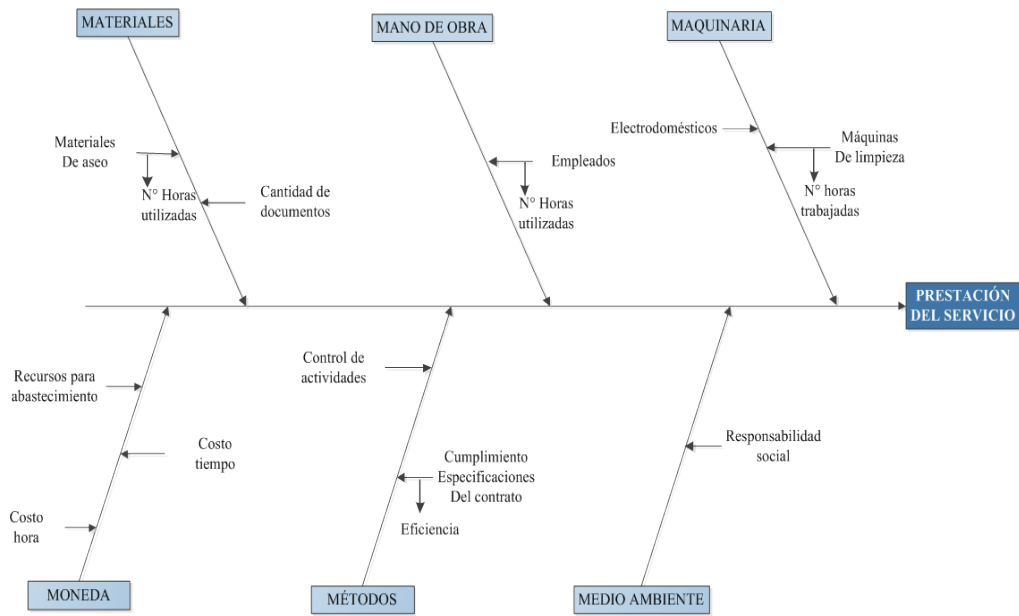 MATERIALES
MANO DE OBRA
MAQUINARIA
Materiales
De aseo
N° Horas
utilizadas
Cantidad de
documentos
Empleados
N° Horas
utilizadas
Electrodomésticos
Máquinas
De limpieza
N° horas
trabajadas
PRESTACIÓN
DEL SERVICIO
Recursos para
abastecimiento
Costo
tiempo
Costo
hora
Control de
actividades
Cumplimiento
Especificaciones
Del contrato
Eficiencia
Responsabilidad
social
MONEDA
MÉTODOS
MEDIO AMBIENTE